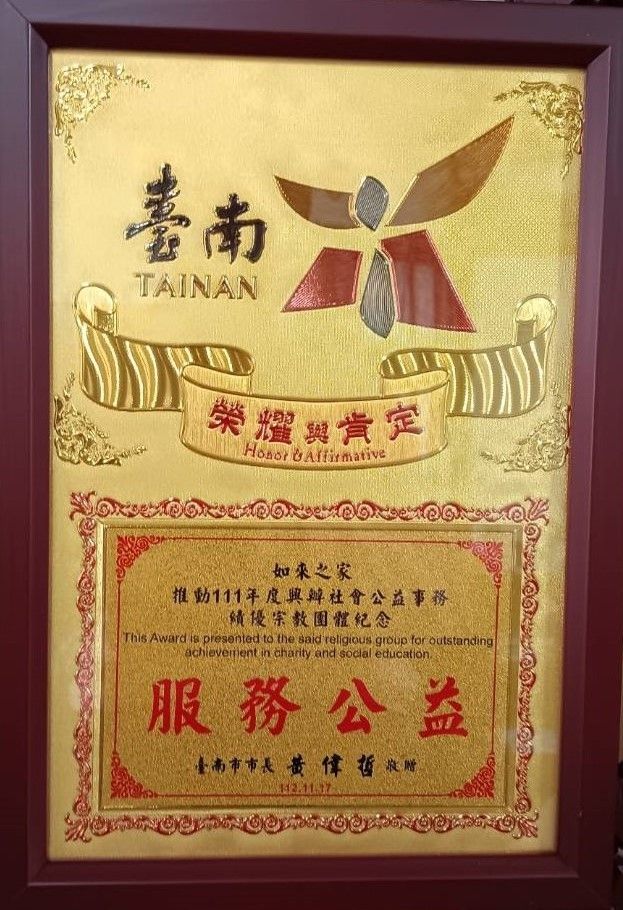 臺南
TAINAN
榮耀與肯定
Honor & Affirmative
如來之家
推動111年度興辦社會公益事務
績優宗教團體紀念
This Award is presented to the said religious group for outstanding
achievement in charity and social education.
服務公益
臺南市市長 黃偉哲 敬贈
112.11.17